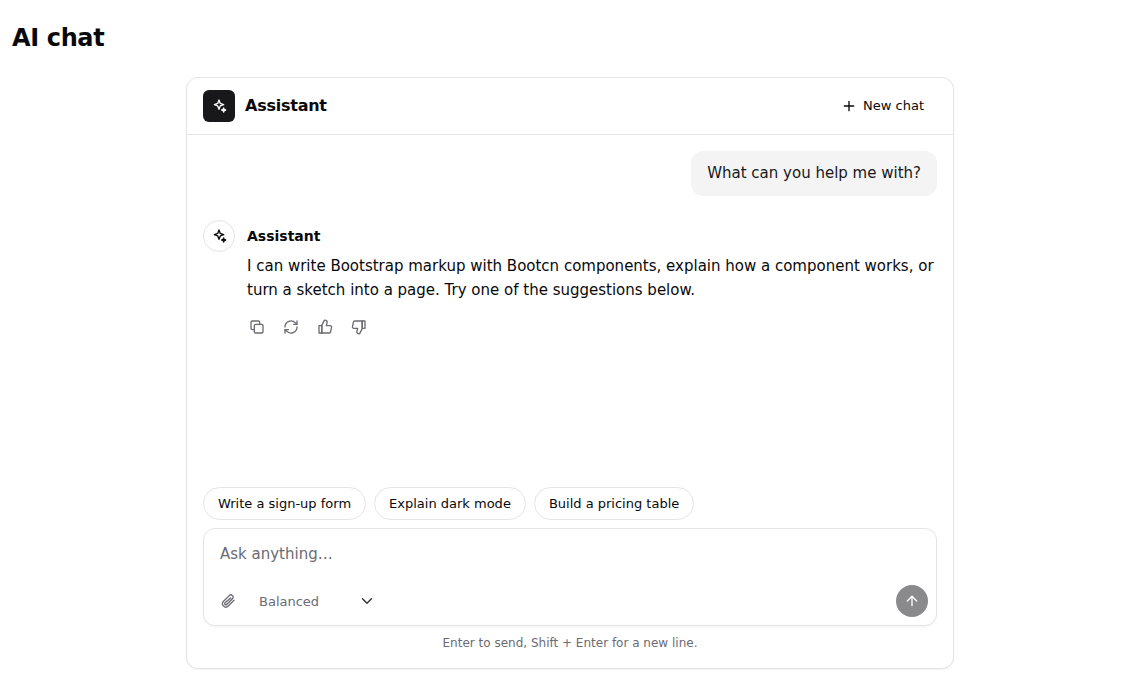 AI chat
Assistant
New chat
What can you help me with?
Assistant
I can write Bootstrap markup with Bootcn components, explain how a component works, or
turn a sketch into a page. Try one of the suggestions below.
Write a sign-up form
Explain dark mode
Build a pricing table
Ask anything…
Balanced
Enter to send, Shift + Enter for a new line.